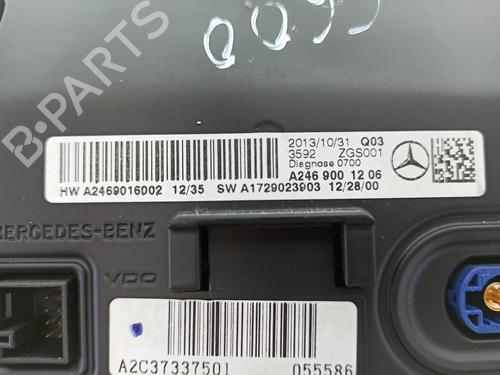 2013/10/31 Q03
3592 ZGS001
Diagnose 0700
A246 900 12 06
HW A2469016002 12/35 SW A1729023903 12/28/00
MERCEDES-BENZ
VDO
A2C37337501 055586
B-PARTS